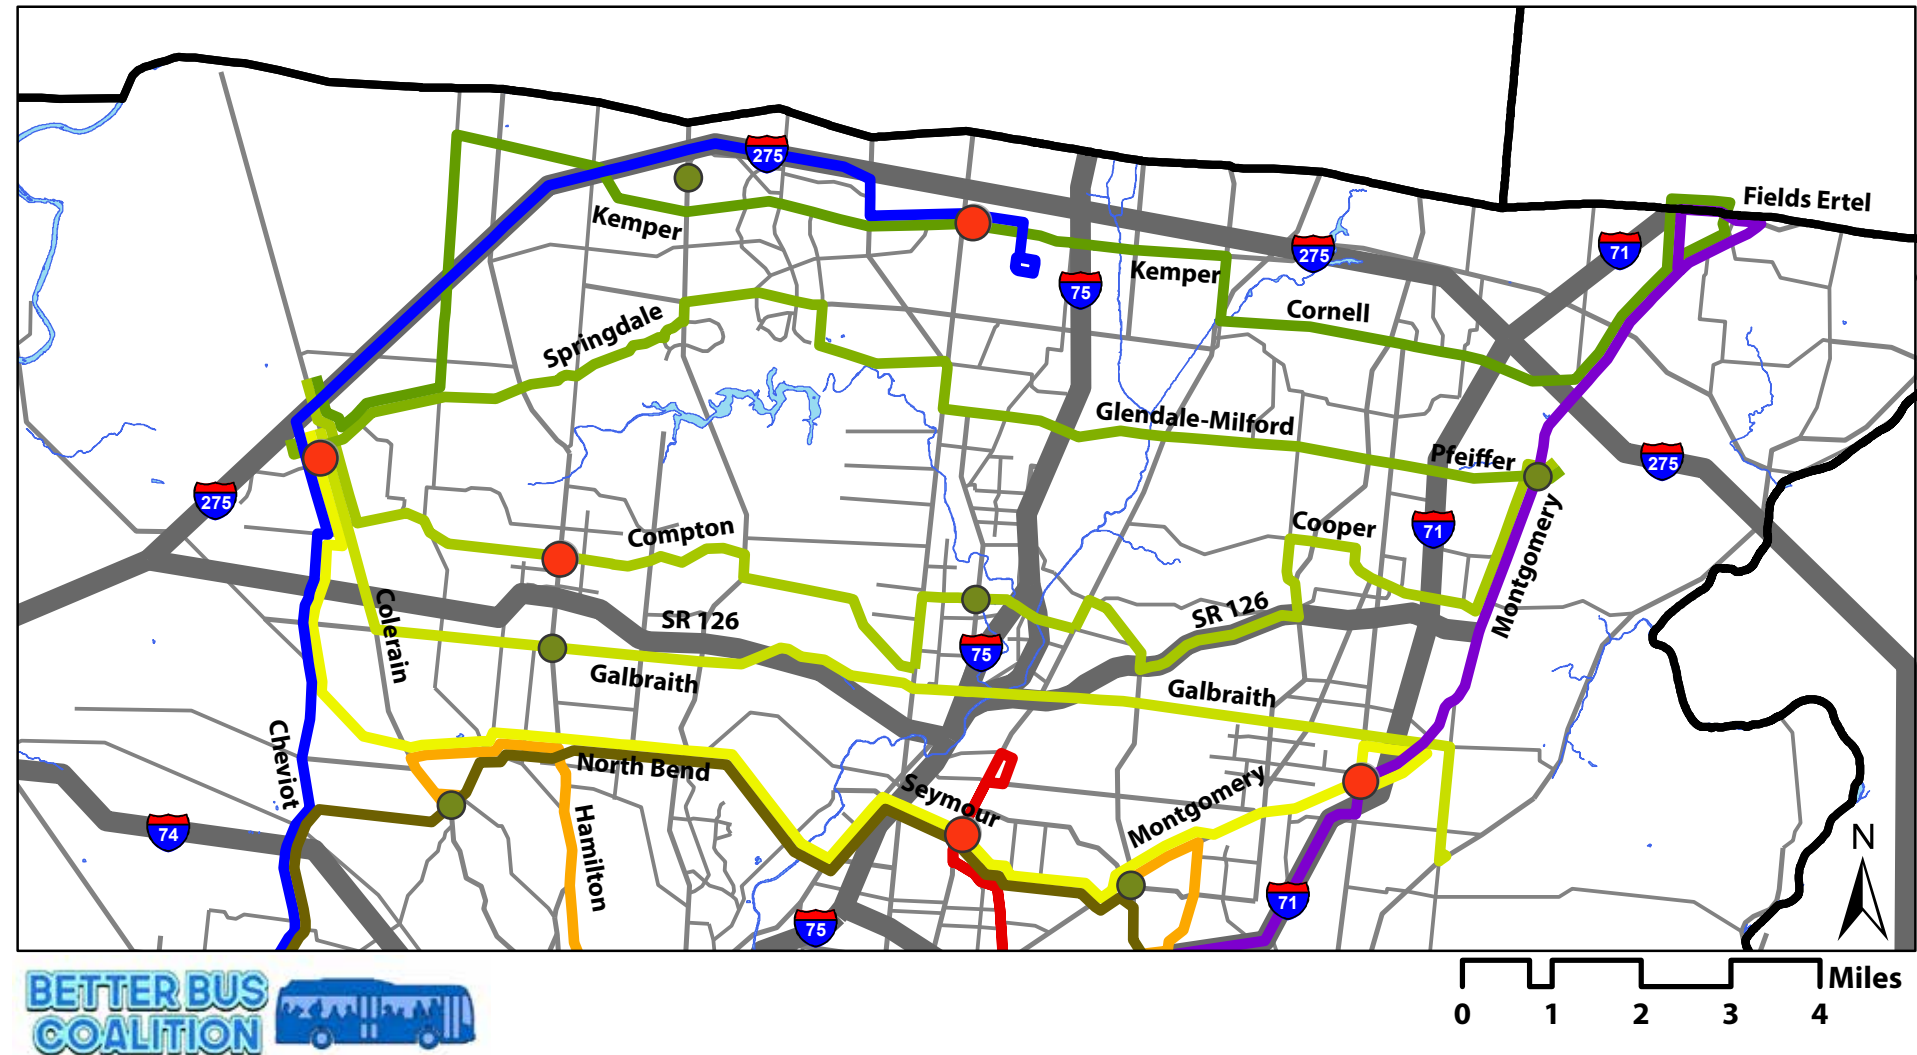 275
Fields Ertel
Kemper
275
71
Kemper
75
Cornell
Springdale
Glendale-Milford
Pfeiffer
275
275
71
Cooper
Compton
Montgomery
SR 126
SR 126
Colerain
75
Galbraith
Galbraith
Cheviot
North Bend
Seymour
Montgomery
Hamilton
74
71
75
N
BETTER BUS
COALITION
Miles
0 1 2 3 4